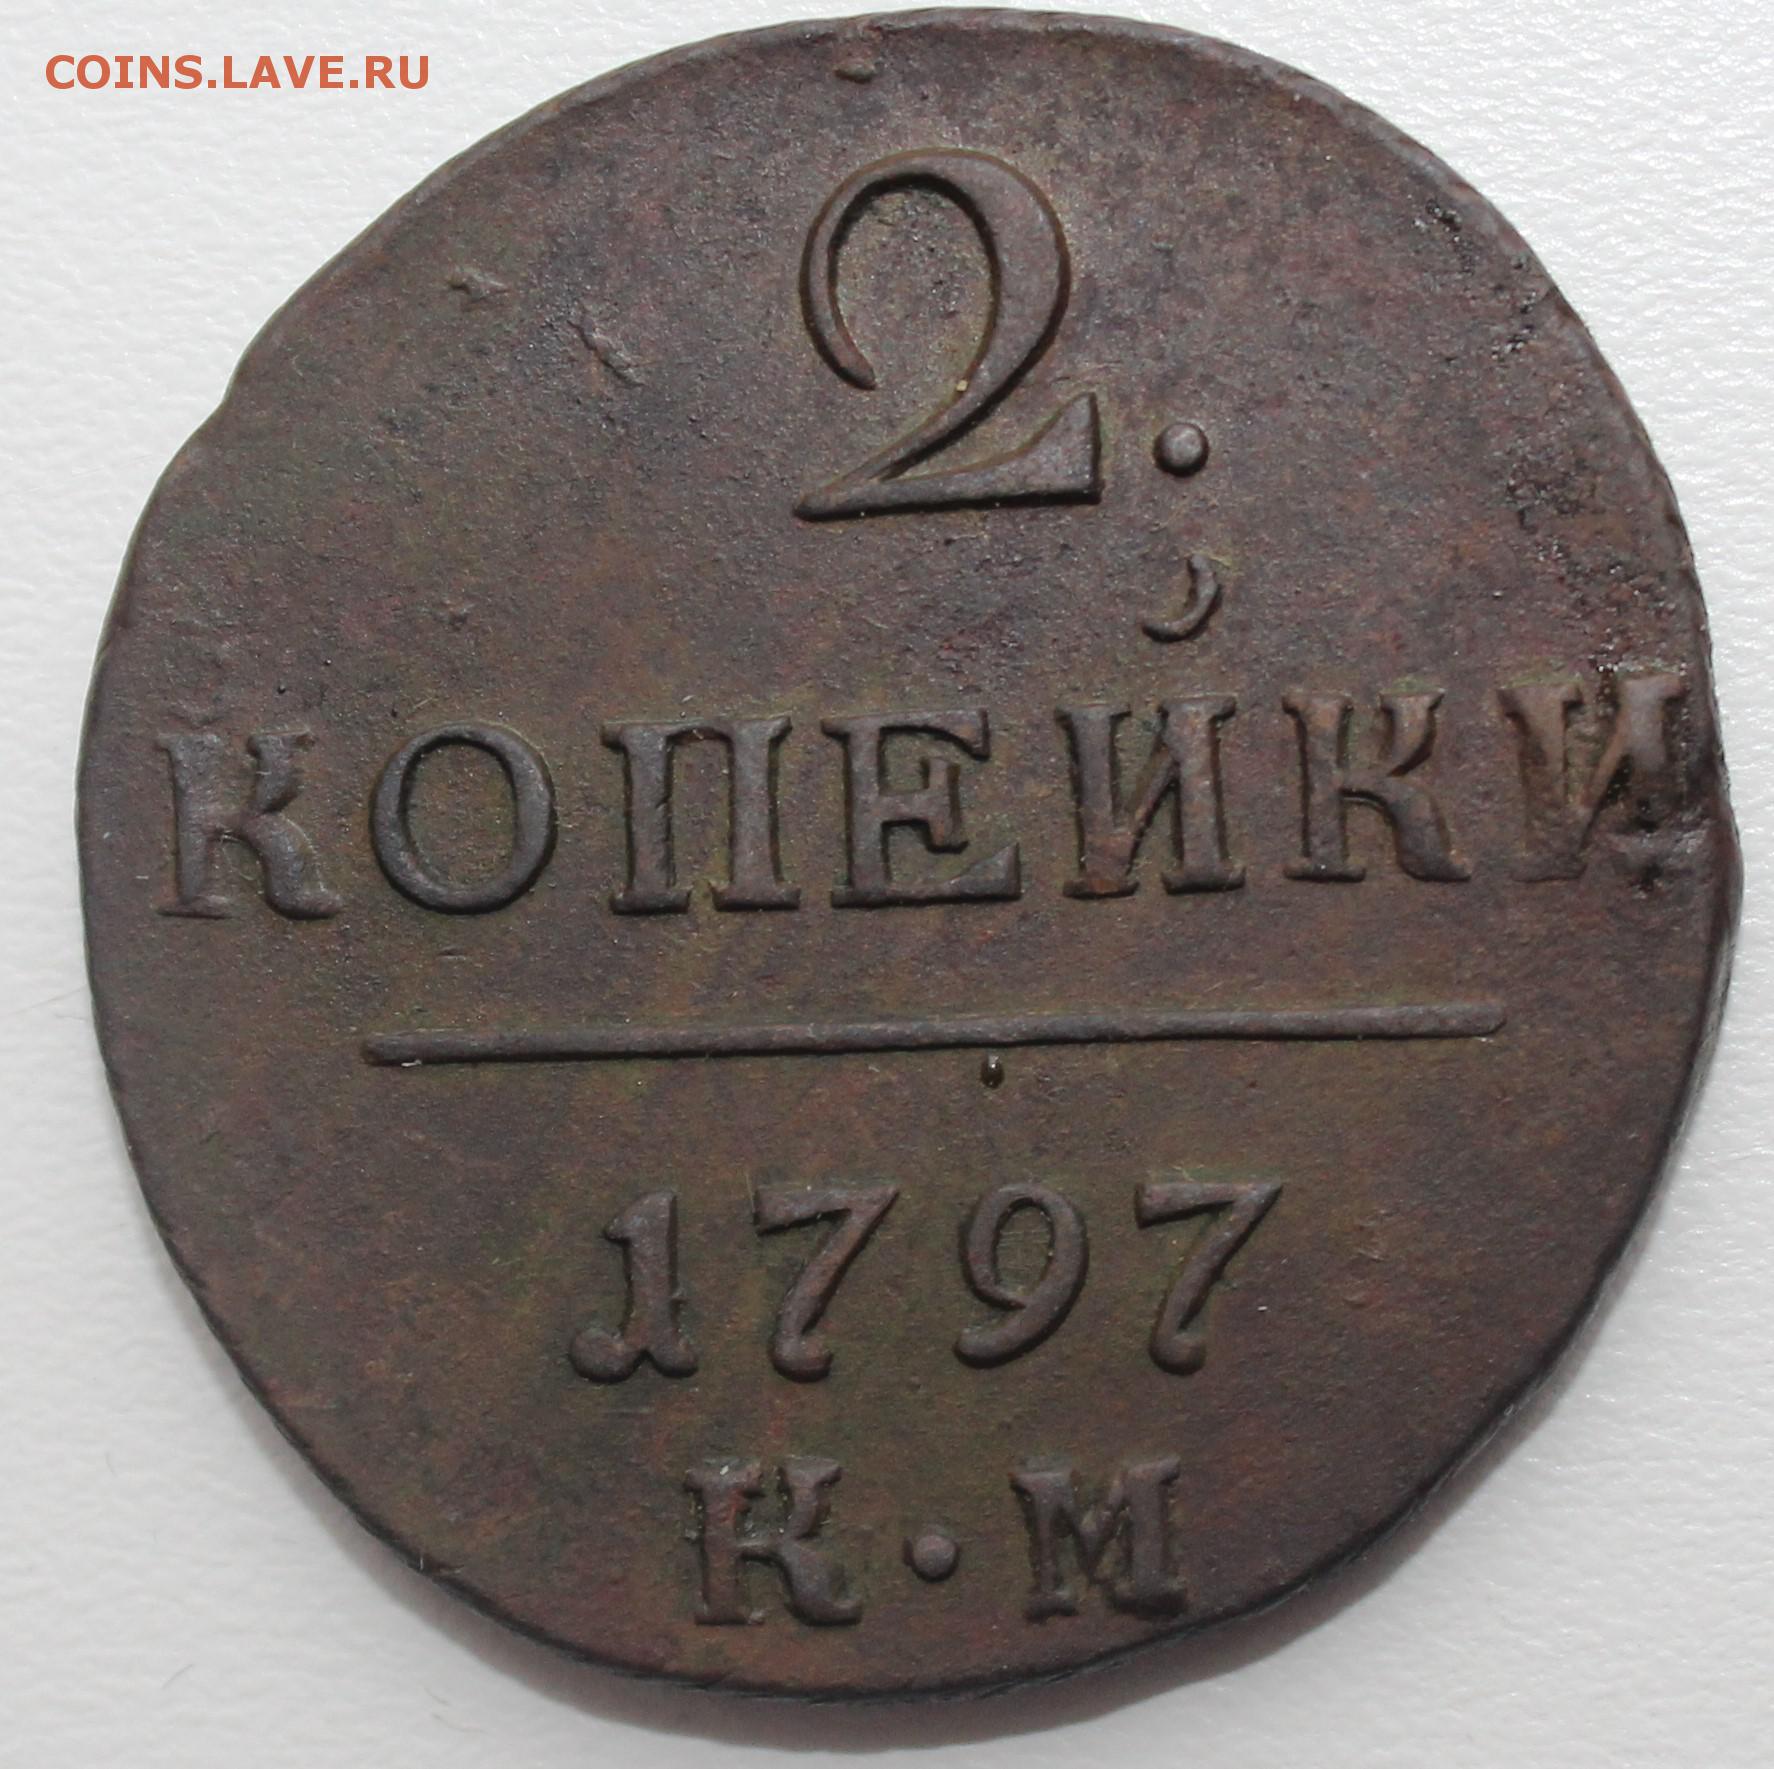 COINS.LAVE.RU
2.
КОПЕЙКИ
1797
К·М